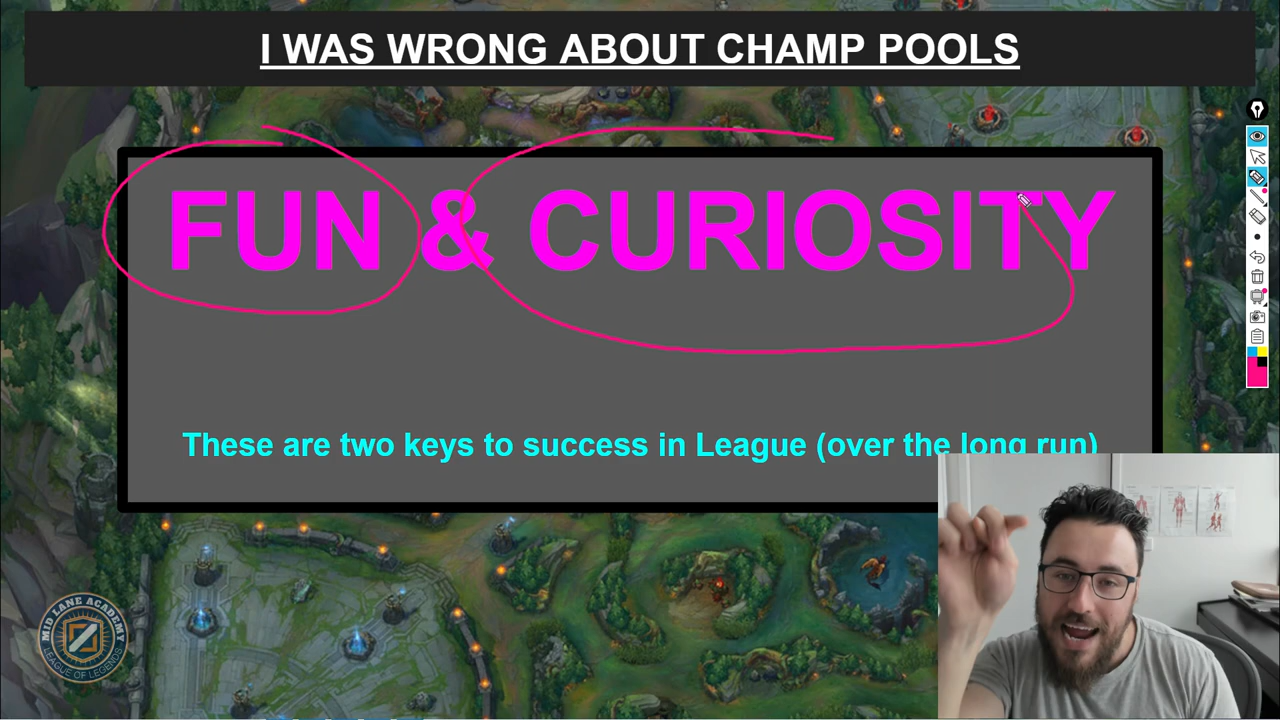 I WAS WRONG ABOUT CHAMP POOLS
FUN & CURIOSITY
These are two keys to success in League (over the long run)
MID LANE ACADEMY
LEAGUE OF LEGENDS